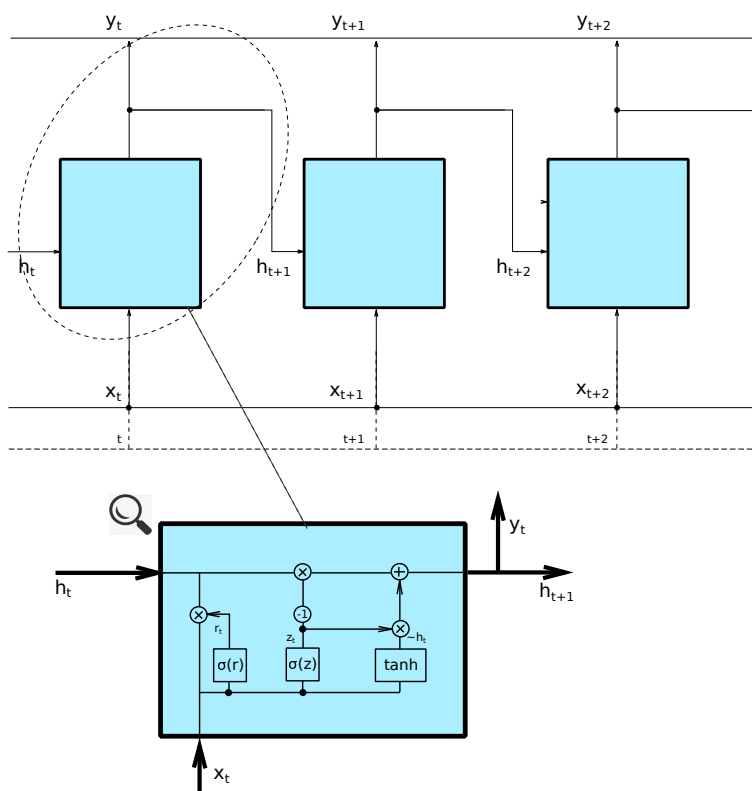 yt yt+1 yt+2
ht ht+1 ht+2
xt xt+1 xt+2
t t+1 t+2
yt
ht ht+1
× +
× -1 ×
rt zt ~ht
σ(r) σ(z) tanh
xt